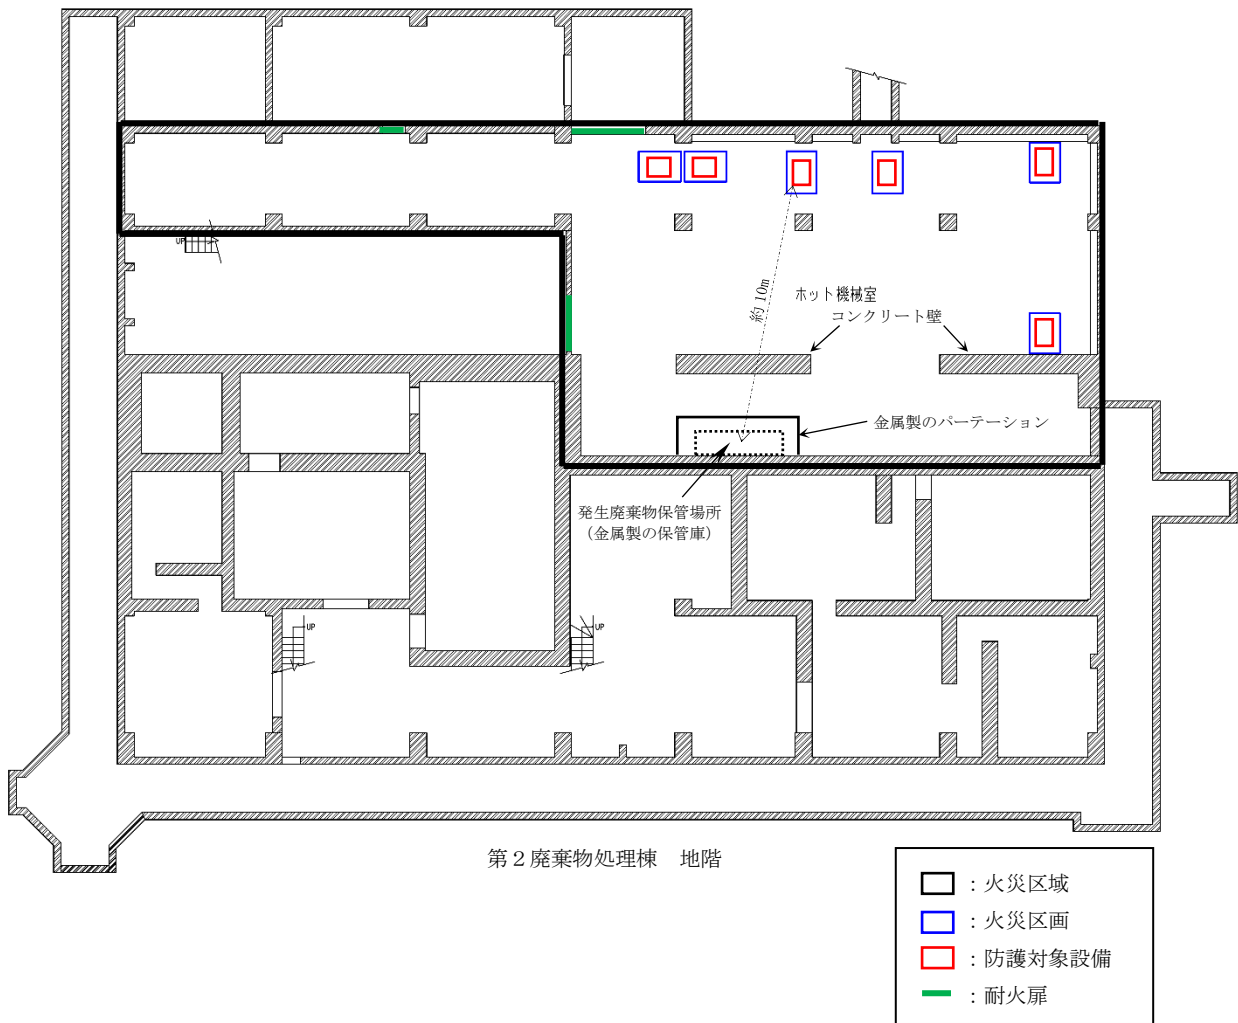 UP
約10m
ホット機械室
コンクリート壁
金属製のパーテーション
発生廃棄物保管場所
（金属製の保管庫）
UP
UP
第２廃棄物処理棟　地階
：火災区域
：火災区画
：防護対象設備
：耐火扉